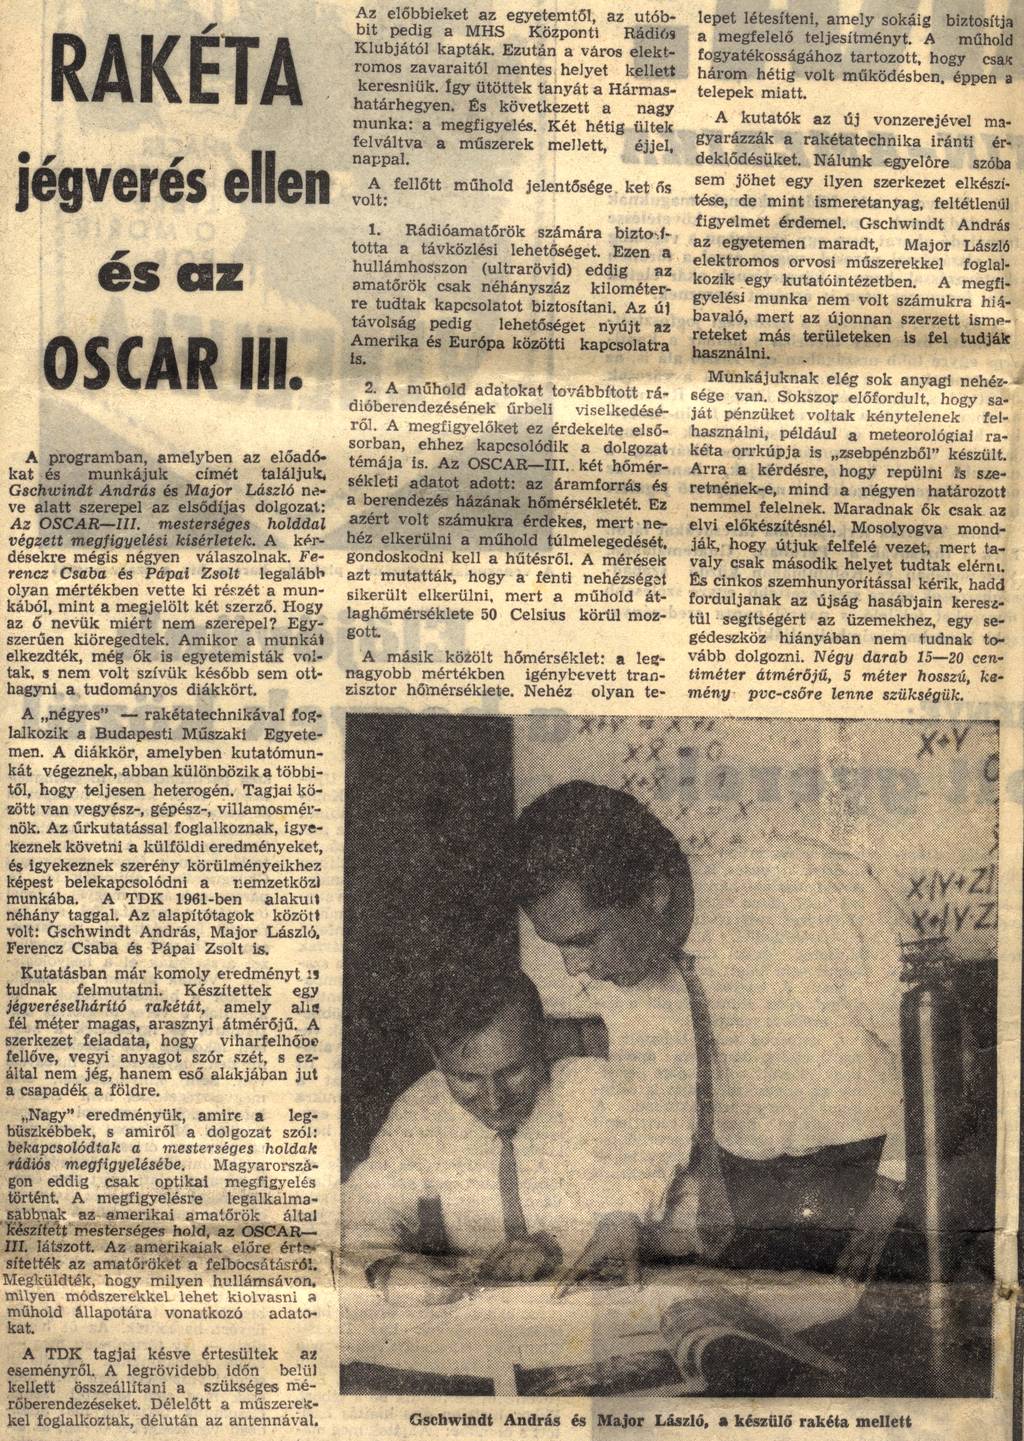 RAKÉTA
jégverés ellen
és az
OSCAR III.
A programban, amelyben az előadó-
kat és munkájuk címét találjuk,
Gschwindt András és Major László ne-
ve alatt szerepel az elsődíjas dolgozat:
Az OSCAR—III. mesterséges holddal
végzett megfigyelési kisérletek. A kér-
désekre mégis négyen válaszolnak. Fe-
rencz Csaba és Pápai Zsolt legalább
olyan mértékben vette ki részét a mun-
kából, mint a megjelölt két szerző. Hogy
az ő nevük miért nem szerepel? Egy-
szerűen kiöregedtek. Amikor a munkát
elkezdték, még ők is egyetemisták vol-
tak, s nem volt szívük később sem ott-
hagyni a tudományos diákkört.
A „négyes” — rakétatechnikával fog-
lalkozik a Budapesti Műszaki Egyete-
men. A diákkör, amelyben kutatómun-
kát végeznek, abban különbözik a többi-
től, hogy teljesen heterogén. Tagjai kö-
zött van vegyész-, gépész-, villamosmér-
nök. Az űrkutatással foglalkoznak, igye-
keznek követni a külföldi eredményeket,
és igyekeznek szerény körülményeikhez
képest belekapcsolódni a nemzetközi
munkába. A TDK 1961-ben alakult
néhány taggal. Az alapítótagok között
volt: Gschwindt András, Major László,
Ferencz Csaba és Pápai Zsolt is.
Kutatásban már komoly eredményt is
tudnak felmutatni. Készítettek egy
jégveréselhárító rakétát, amely alig
fél méter magas, arasznyi átmérőjű. A
szerkezet feladata, hogy viharfelhőbe
fellőve, vegyi anyagot szór szét, s ez-
által nem jég, hanem eső alakjában jut
a csapadék a földre.
„Nagy” eredményük, amire a leg-
büszkébbek, s amiről a dolgozat szól:
bekapcsolódtak a mesterséges holdak
rádiós megfigyelésébe. Magyarorszá-
gon eddig csak optikai megfigyelés
történt. A megfigyelésre legalkalma-
sabbnak az amerikai amatőrök által
készített mesterséges hold, az OSCAR—
III. látszott. Az amerikaiak előre érte-
sítették az amatőröket a felbocsátásról.
Megküldték, hogy milyen hullámsávon,
milyen módszerekkel lehet kiolvasni a
műhold állapotára vonatkozó adato-
kat.
A TDK tagjai késve értesültek az
eseményről. A legrövidebb időn belül
kellett összeállítani a szükséges mé-
rőberendezéseket. Délelőtt a műszerek-
kel foglalkoztak, délután az antennával.
Az előbbieket az egyetemtől, az utób-
bit pedig a MHS Központi Rádiós
Klubjától kapták. Ezután a város elekt-
romos zavaraitól mentes helyet kellett
keresniük. Így ütöttek tanyát a Hármas-
határhegyen. És következett a nagy
munka: a megfigyelés. Két hétig ültek
felváltva a műszerek mellett, éjjel,
nappal.
A fellőtt műhold jelentősége kettős
volt:
1. Rádióamatőrök számára biztosí-
totta a távközlési lehetőséget. Ezen a
hullámhosszon (ultrarövid) eddig az
amatőrök csak néhányszáz kilométer-
re tudtak kapcsolatot biztosítani. Az új
távolság pedig lehetőséget nyújt az
Amerika és Európa közötti kapcsolatra
is.
2. A műhold adatokat továbbított rá-
dióberendezésének űrbeli viselkedésé-
ről. A megfigyelőket ez érdekelte első-
sorban, ehhez kapcsolódik a dolgozat
témája is. Az OSCAR—III. két hőmér-
sékleti adatot adott: az áramforrás és
a berendezés házának hőmérsékletét. Ez
azért volt számukra érdekes, mert ne-
héz elkerülni a műhold túlmelegedését,
gondoskodni kell a hűtésről. A mérések
azt mutatták, hogy a fenti nehézséget
sikerült elkerülni, mert a műhold át-
laghőmérséklete 50 Celsius körül moz-
gott.
A másik közölt hőmérséklet: a leg-
nagyobb mértékben igénybevett tran-
zisztor hőmérséklete. Nehéz olyan te-
lepet létesíteni, amely sokáig biztosítja
a megfelelő teljesítményt. A műhold
fogyatékosságához tartozott, hogy csak
három hétig volt működésben, éppen a
telepek miatt.
A kutatók az új vonzerejével ma-
gyarázzák a rakétatechnika iránti ér-
deklődésüket. Nálunk egyelőre szóba
sem jöhet egy ilyen szerkezet elkészí-
tése, de mint ismeretanyag, feltétlenül
figyelmet érdemel. Gschwindt András
az egyetemen maradt, Major László
elektromos orvosi műszerekkel foglal-
kozik egy kutatóintézetben. A megfi-
gyelési munka nem volt számukra hiá-
bavaló, mert az újonnan szerzett isme-
reteket más területeken is fel tudják
használni.
Munkájuknak elég sok anyagi nehéz-
sége van. Sokszor előfordult, hogy sa-
ját pénzüket voltak kénytelenek fel-
használni, például a meteorológiai ra-
kéta orrkúpja is „zsebpénzből” készült.
Arra a kérdésre, hogy repülni is sze-
retnének-e, mind a négyen határozott
nemmel felelnek. Maradnak ők csak az
elvi előkészítésnél. Mosolyogva mond-
ják, hogy útjuk felfelé vezet, mert ta-
valy csak második helyet tudtak elérni.
És cinkos szemhunyorítással kérik, hadd
forduljanak az újság hasábjain keresz-
tül segítségért az üzemekhez, egy se-
gédeszköz hiányában nem tudnak to-
vább dolgozni. Négy darab 15—20 cen-
timéter átmérőjű, 5 méter hosszú, ke-
mény pvc-csőre lenne szükségük.
X+Y
Gschwindt András és Major László, a készülő rakéta mellett